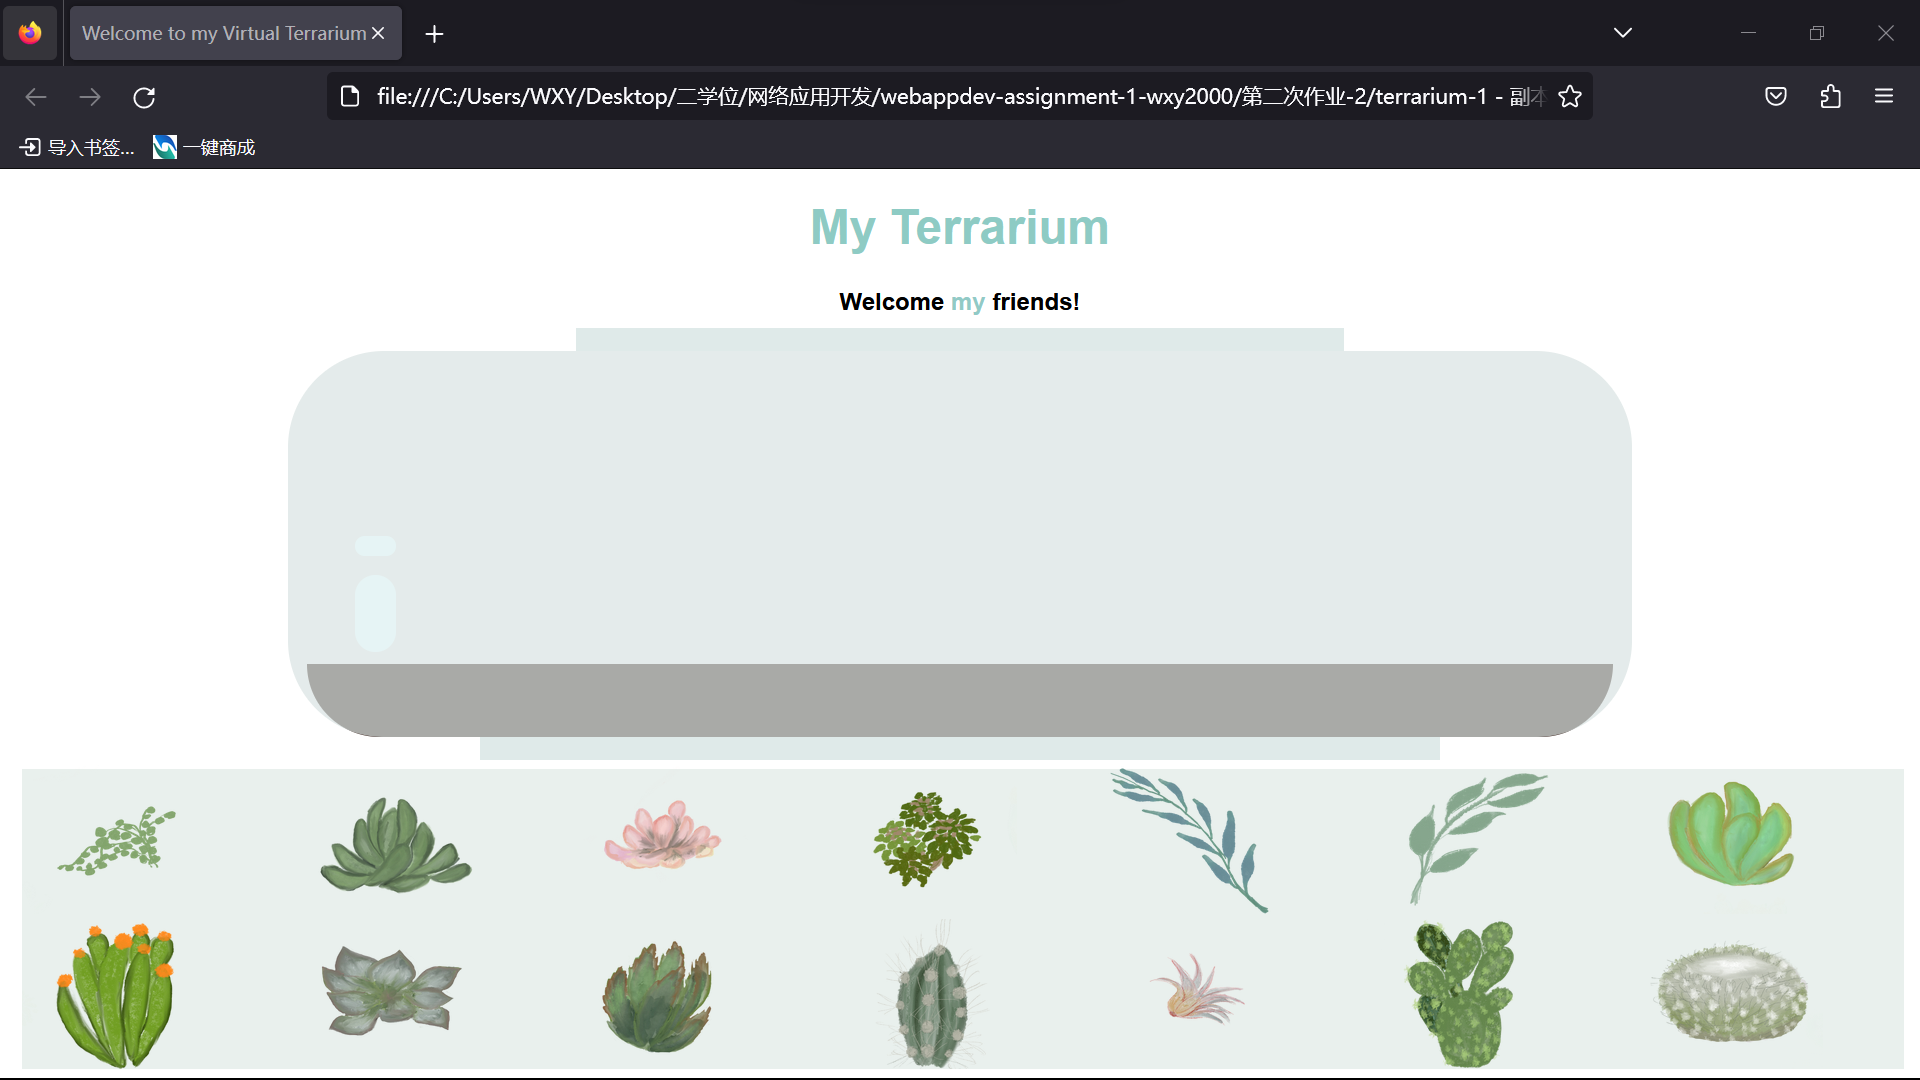 Welcome to my Virtual Terrarium
file:///C:/Users/WXY/Desktop/二学位/网络应用开发/webappdev-assignment-1-wxy2000/第二次作业-2/terrarium-1 - 副本
导入书签... 一键商成
My Terrarium
Welcome my friends!